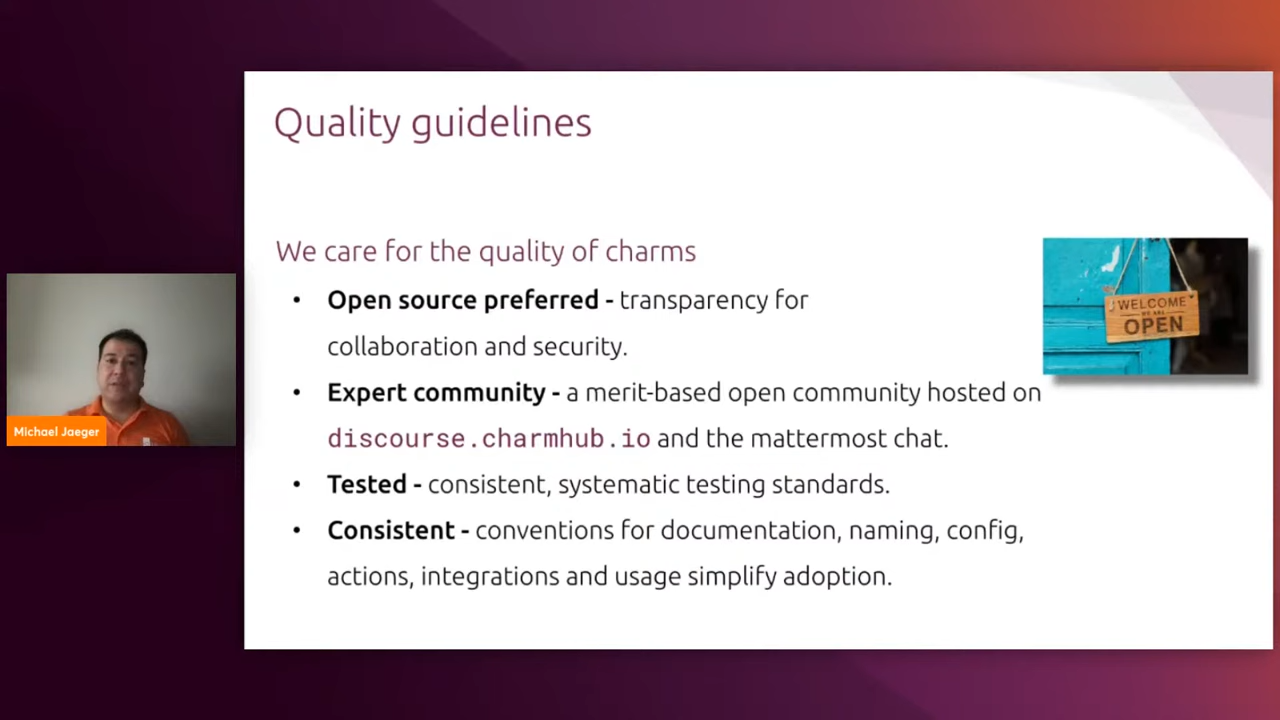 Quality guidelines
We care for the quality of charms
• Open source preferred - transparency for
collaboration and security.
• Expert community - a merit-based open community hosted on
discourse.charmhub.io and the mattermost chat.
• Tested - consistent, systematic testing standards.
• Consistent - conventions for documentation, naming, config,
actions, integrations and usage simplify adoption.
WELCOME
WE ARE
OPEN
Michael Jaeger